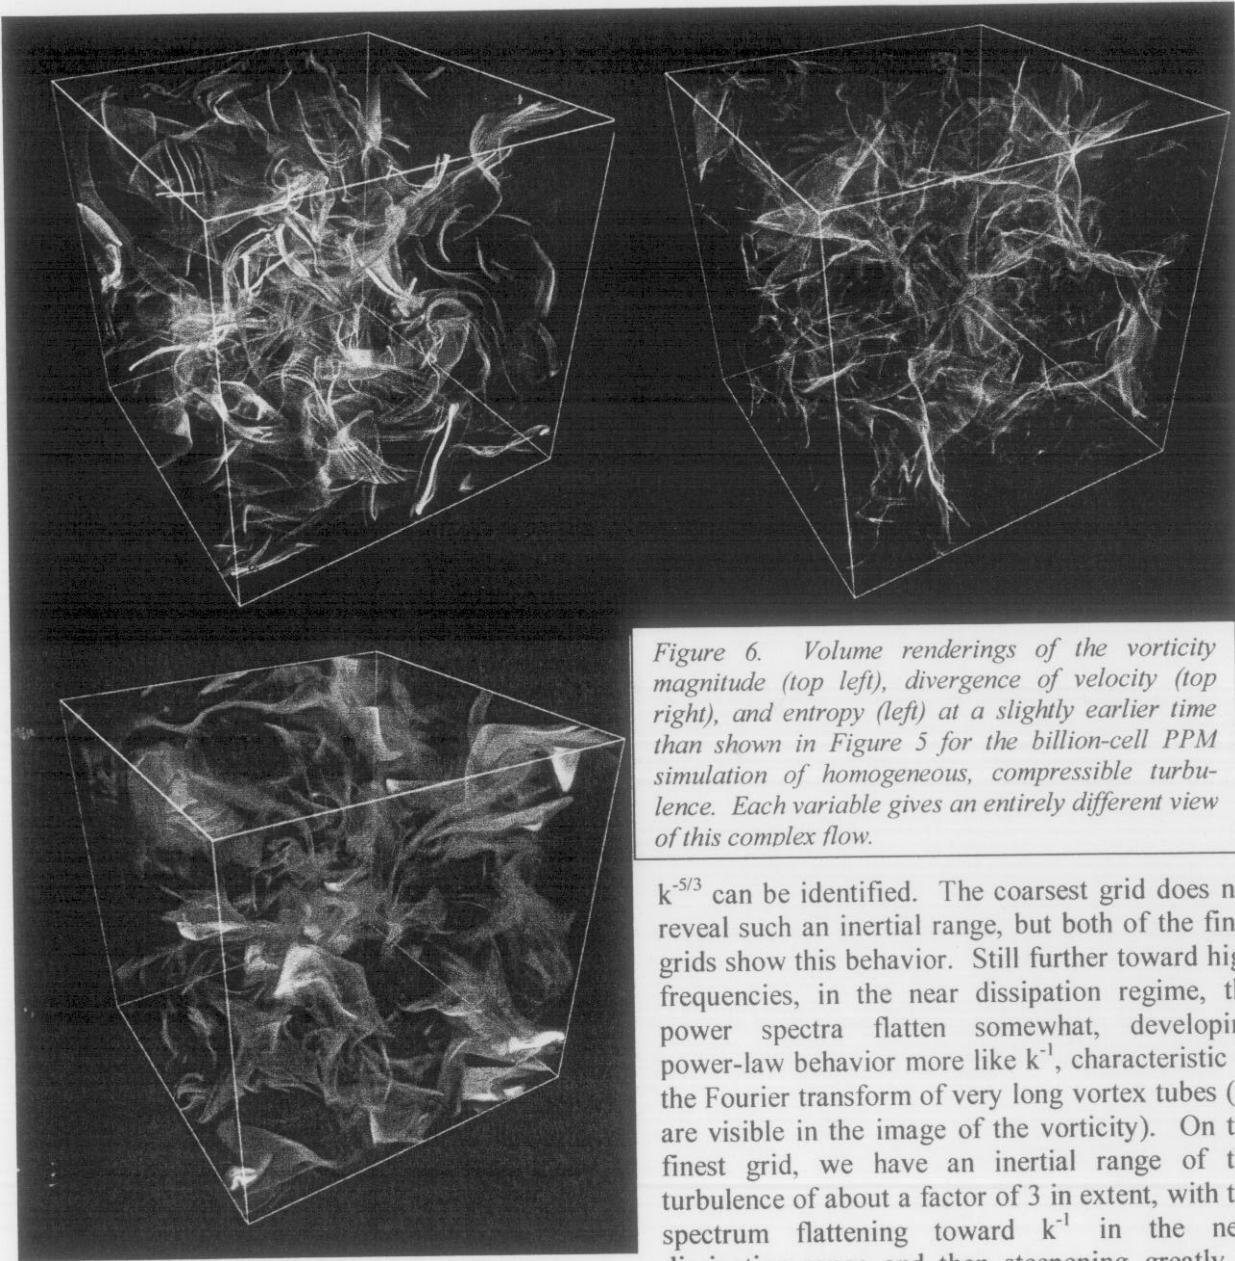 Figure 6. Volume renderings of the vorticity
magnitude (top left), divergence of velocity (top
right), and entropy (left) at a slightly earlier time
than shown in Figure 5 for the billion-cell PPM
simulation of homogeneous, compressible turbu-
lence. Each variable gives an entirely different view
of this complex flow.
k-5/3 can be identified. The coarsest grid does
reveal such an inertial range, but both of the
grids show this behavior. Still further toward
frequencies, in the near dissipation regime,
power spectra flatten somewhat,
power-law behavior more like k-1, characteristic
the Fourier transform of very long vortex tubes
are visible in the image of the vorticity). On
finest grid, we have an inertial range of
turbulence of about a factor of 3 in extent, with
spectrum flattening toward k-1 in the
and then steepening greatly